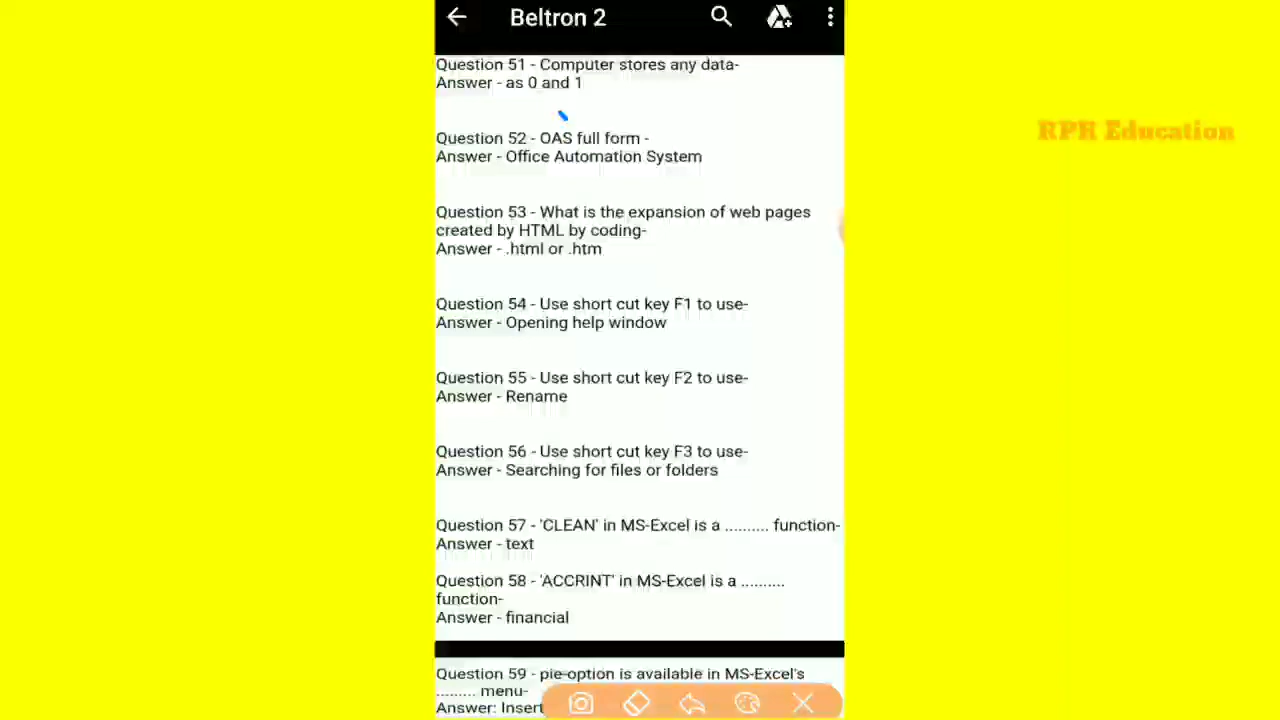 Beltron 2
RPR Education
Question 51 - Computer stores any data-
Answer - as 0 and 1
Question 52 - OAS full form -
Answer - Office Automation System
Question 53 - What is the expansion of web pages
created by HTML by coding-
Answer - .html or .htm
Question 54 - Use short cut key F1 to use-
Answer - Opening help window
Question 55 - Use short cut key F2 to use-
Answer - Rename
Question 56 - Use short cut key F3 to use-
Answer - Searching for files or folders
Question 57 - 'CLEAN' in MS-Excel is a .......... function-
Answer - text
Question 58 - 'ACCRINT' in MS-Excel is a ..........
function-
Answer - financial
Question 59 - pie-option is available in MS-Excel's
......... menu-
Answer: Insert